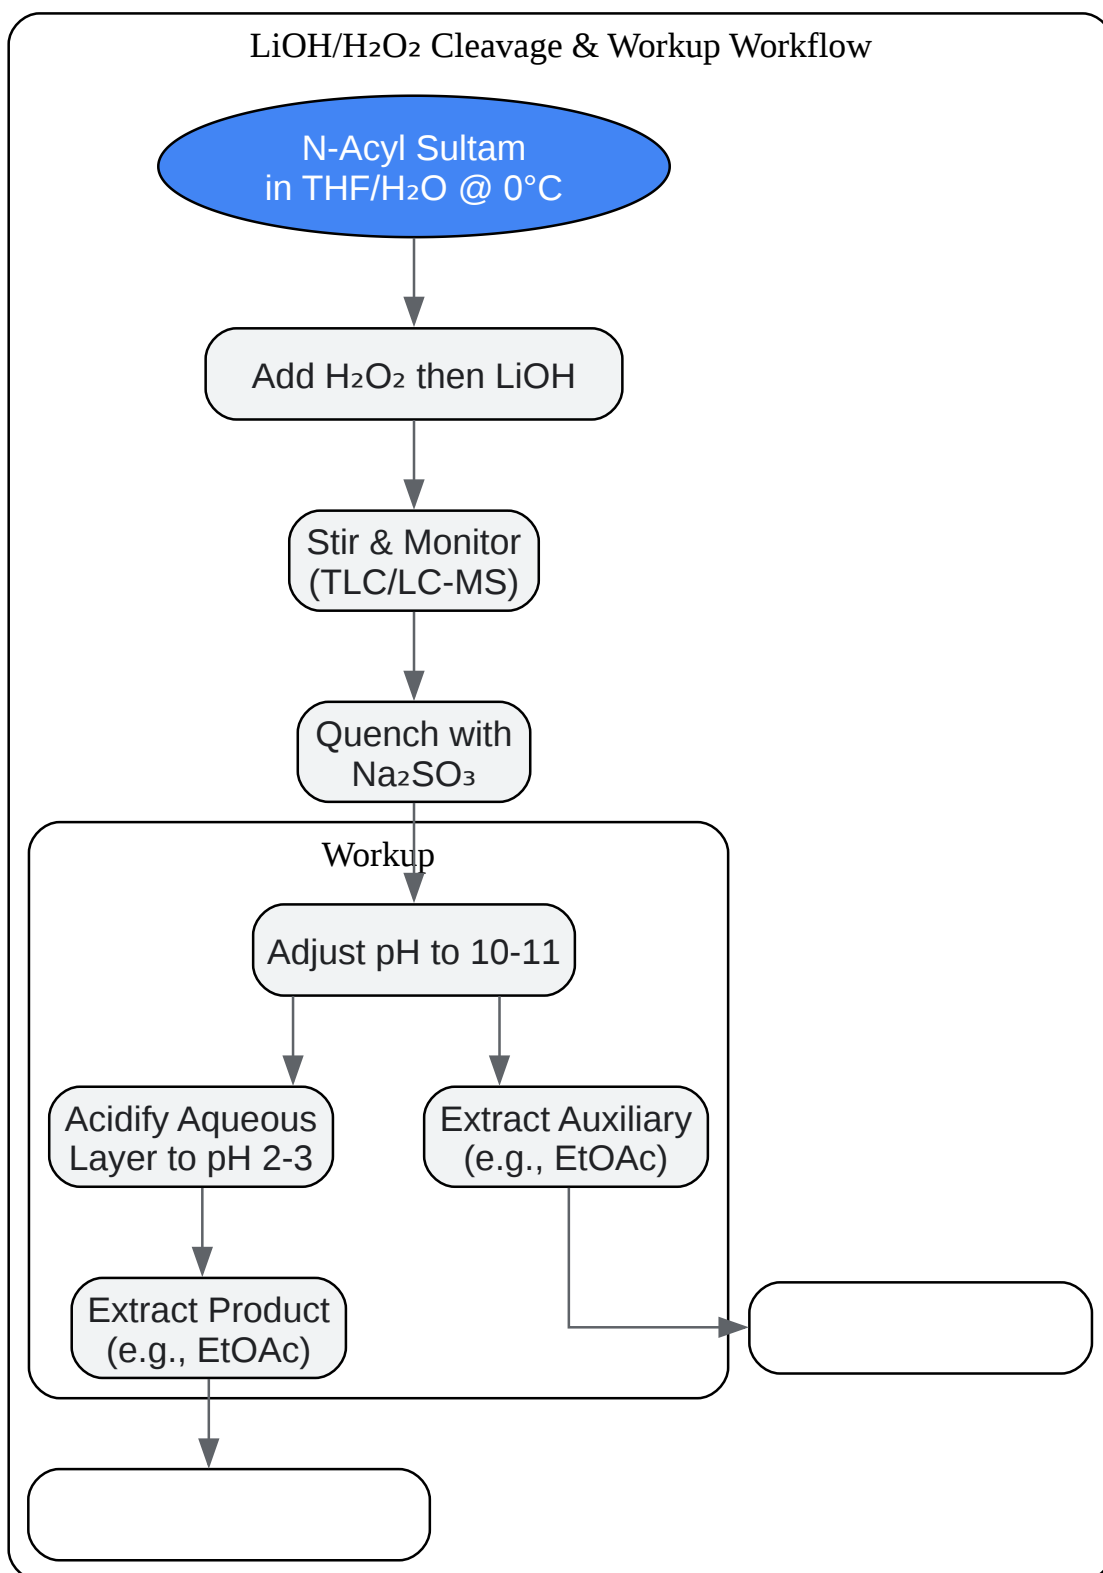 LiOH/H₂O₂ Cleavage & Workup Workflow
N-Acyl Sultam
in THF/H₂O @ 0°C
Add H₂O₂ then LiOH
Stir & Monitor
(TLC/LC-MS)
Quench with
Na₂SO₃
Workup
Adjust pH to 10-11
Acidify Aqueous
Layer to pH 2-3
Extract Auxiliary
(e.g., EtOAc)
Extract Product
(e.g., EtOAc)